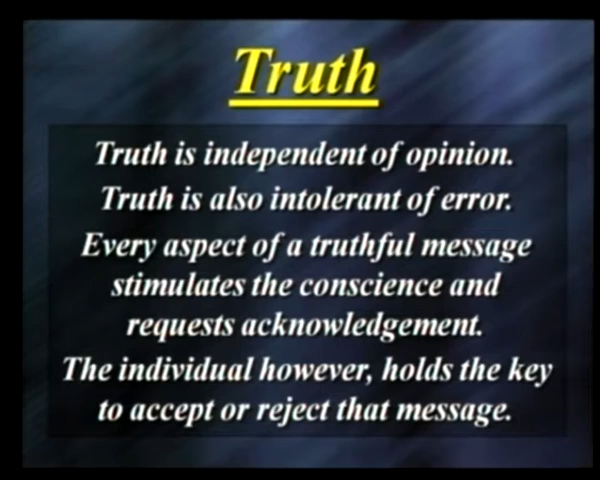 Truth
Truth is independent of opinion.
Truth is also intolerant of error.
Every aspect of a truthful message
stimulates the conscience and
requests acknowledgement.
The individual however, holds the key
to accept or reject that message.